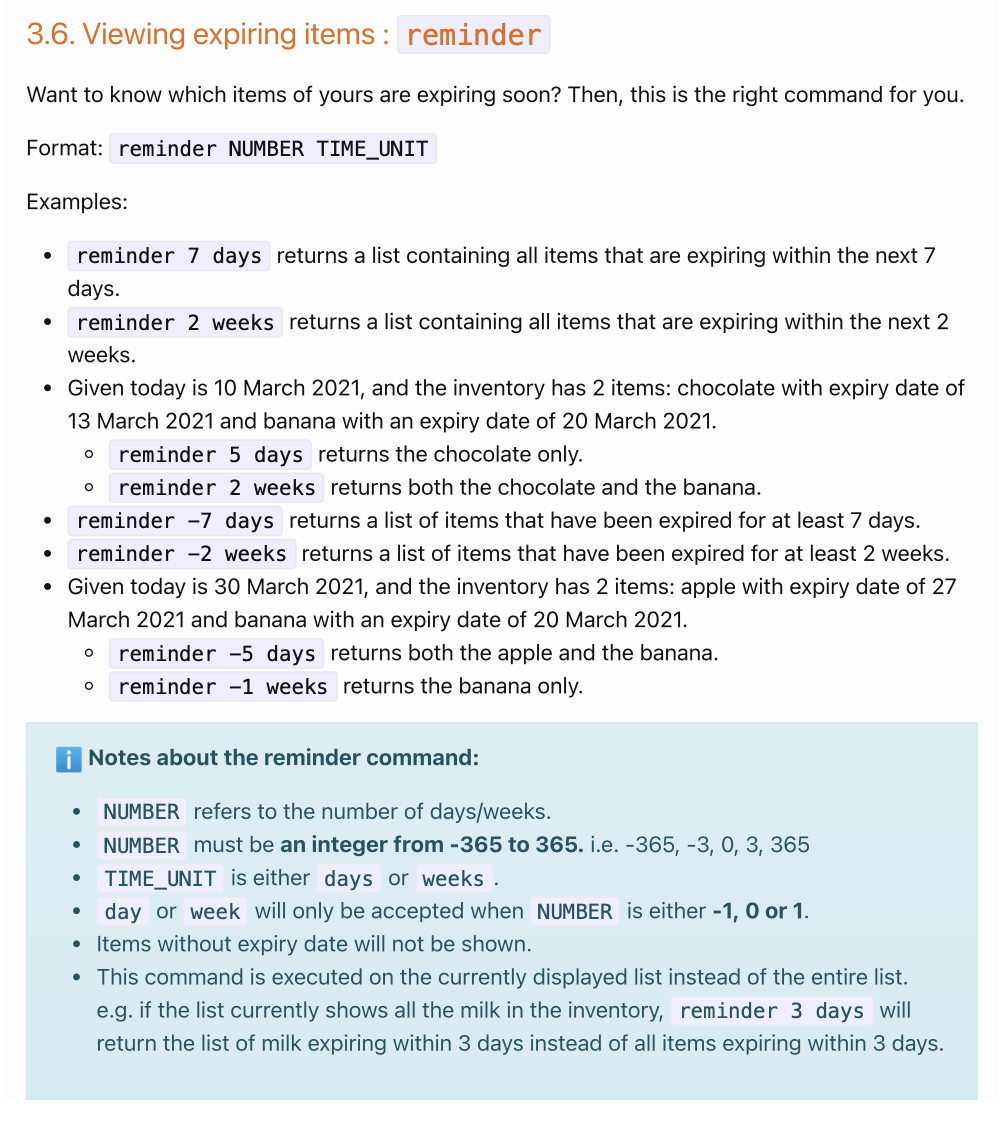 3.6. Viewing expiring items : reminder
Want to know which items of yours are expiring soon? Then, this is the right command for you.
Format: reminder NUMBER TIME_UNIT
Examples:
• reminder 7 days returns a list containing all items that are expiring within the next 7
days.
• reminder 2 weeks returns a list containing all items that are expiring within the next 2
weeks.
• Given today is 10 March 2021, and the inventory has 2 items: chocolate with expiry date of
13 March 2021 and banana with an expiry date of 20 March 2021.
◦ reminder 5 days returns the chocolate only.
◦ reminder 2 weeks returns both the chocolate and the banana.
• reminder -7 days returns a list of items that have been expired for at least 7 days.
• reminder -2 weeks returns a list of items that have been expired for at least 2 weeks.
• Given today is 30 March 2021, and the inventory has 2 items: apple with expiry date of 27
March 2021 and banana with an expiry date of 20 March 2021.
◦ reminder -5 days returns both the apple and the banana.
◦ reminder -1 weeks returns the banana only.
ℹ️ Notes about the reminder command:
• NUMBER refers to the number of days/weeks.
• NUMBER must be an integer from -365 to 365. i.e. -365, -3, 0, 3, 365
• TIME_UNIT is either days or weeks .
• day or week will only be accepted when NUMBER is either -1, 0 or 1.
• Items without expiry date will not be shown.
• This command is executed on the currently displayed list instead of the entire list.
e.g. if the list currently shows all the milk in the inventory, reminder 3 days will
return the list of milk expiring within 3 days instead of all items expiring within 3 days.